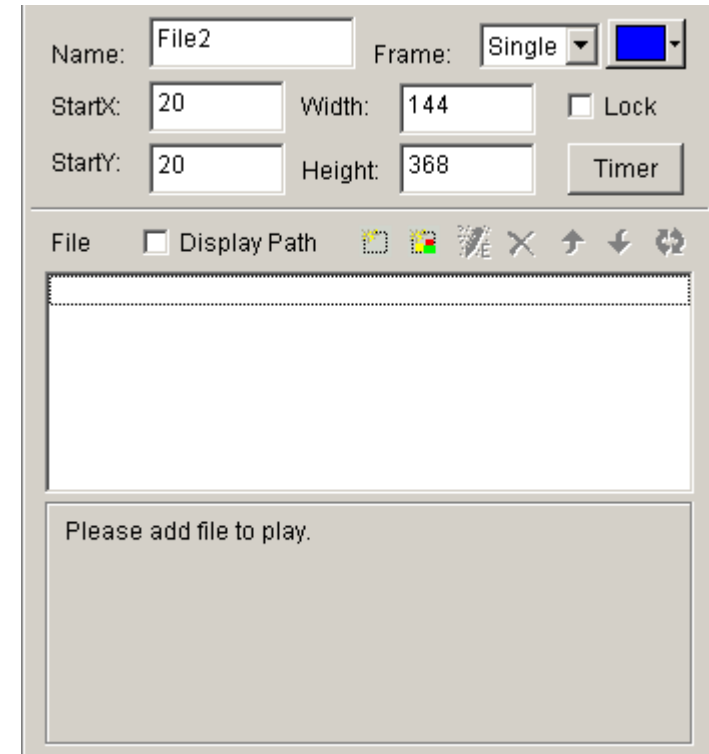 Name: File2 Frame: Single
StartX: 20 Width: 144 Lock
StartY: 20 Height: 368 Timer
File Display Path
Please add file to play.